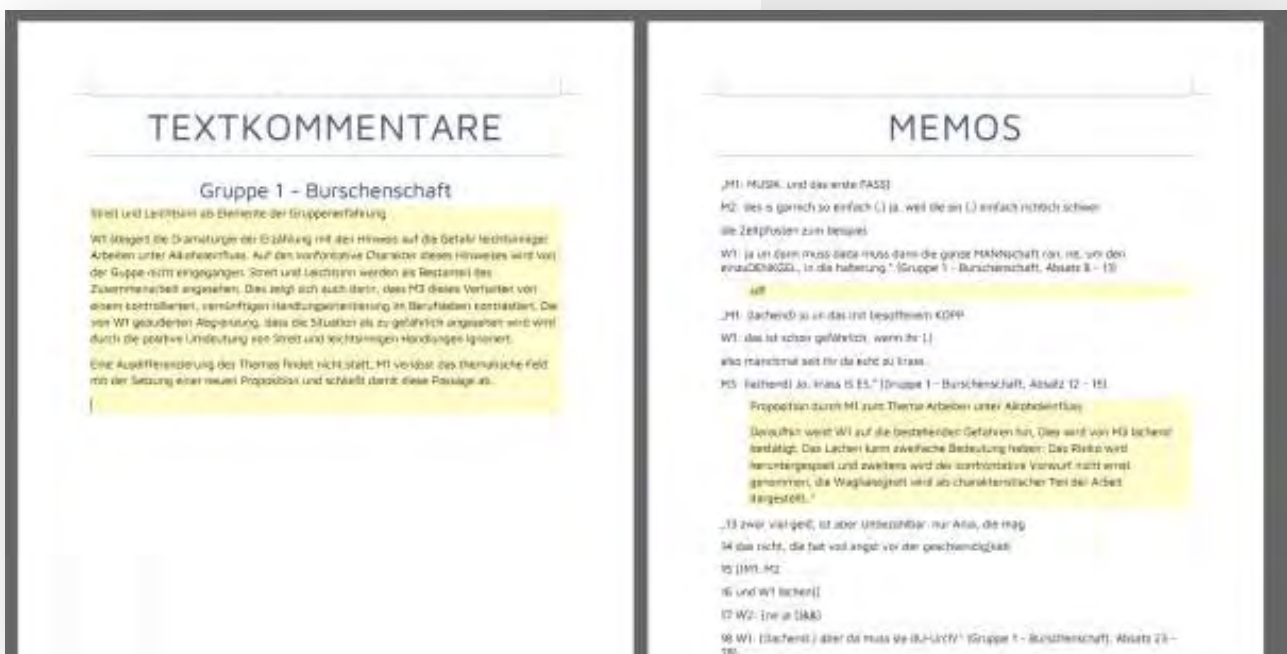 TEXTKOMMENTARE
Gruppe 1 – Burschenschaft
Streit und Leichtsinn als Elemente der Gruppenerfahrung
W1 steigert die Dramaturgie der Erzählung mit den Hinweis auf die Gefahr leichtsinniger
Arbeiten unter Alkoholeinfluss. Auf den konfontative Charakter dieses Hinweises wird von
der Guppe nicht eingegangen. Streit und Leichtsinn werden als Bestanteil des
Zusammenarbeit angesehen. Dies zeigt sich auch darin, dass M3 dieses Verhalten von
einem kontrollierten, vernünftigen Handlungsorientierung im Berufsleben kontrastiert. Die
von W1 geäußerten Abgrenzung, dass die Situation als zu gefährlich angesehen wird wird
durch die positive Umdeutung von Streit und leichtsinnigen Handlungen ignoriert.
Eine Ausdifferenzierung des Themas findet nicht statt, M1 verlässt das thematische Feld
mit der Setzung einer neuen Proposition und schließt damit diese Passage ab.
MEMOS
„M1: MUSIK. und das erste FASS]
M2: des is garnich so einfach (.) ja, weil die sin (.) einfach richtich schwer
die Zeltpfosten zum beispiel
W1: ja un dann muss dada muss dann die ganze MANNschaft ran, ne, um den
in die halterung." (Gruppe 1 – Burschenschaft, Absatz 8 – 13)
„M1: (lachend) so un das mit besoffenem KOPP
W1: das ist schon gefährlich, wenn ihr (.)
also manchmal seit ihr da echt zu krass
M3: (lachend) Jo, krass IS ES." (Gruppe 1 – Burschenschaft, Absatz 12 – 15)
Proposition durch M1 zum Thema Arbeiten unter Alkoholeinfluss
Daraufhin weist W1 auf die bestehenden Gefahren hin. Dies wird von M3 lachend
bestätigt. Das Lachen kann zweifache Bedeutung haben: Das Risiko wird
heruntergespielt und zweitens wird der konfrontative Vorwurf nicht ernst
genommen, die Waghalsigkeit wird als charakteristischer Teil der Arbeit
dargestellt."
„13 zwar viel geld, ist aber unbezahlbar. nur Anja, die mag
14 das nicht, die hat voll angst vor der geschwindigkeit
15 [(M1, M2
16 und W1 lachen)]
17 W2: [ne ja
18 W1: (lachend) aber da muss sie (Gruppe 1 – Burschenschaft, Absatz 23 –